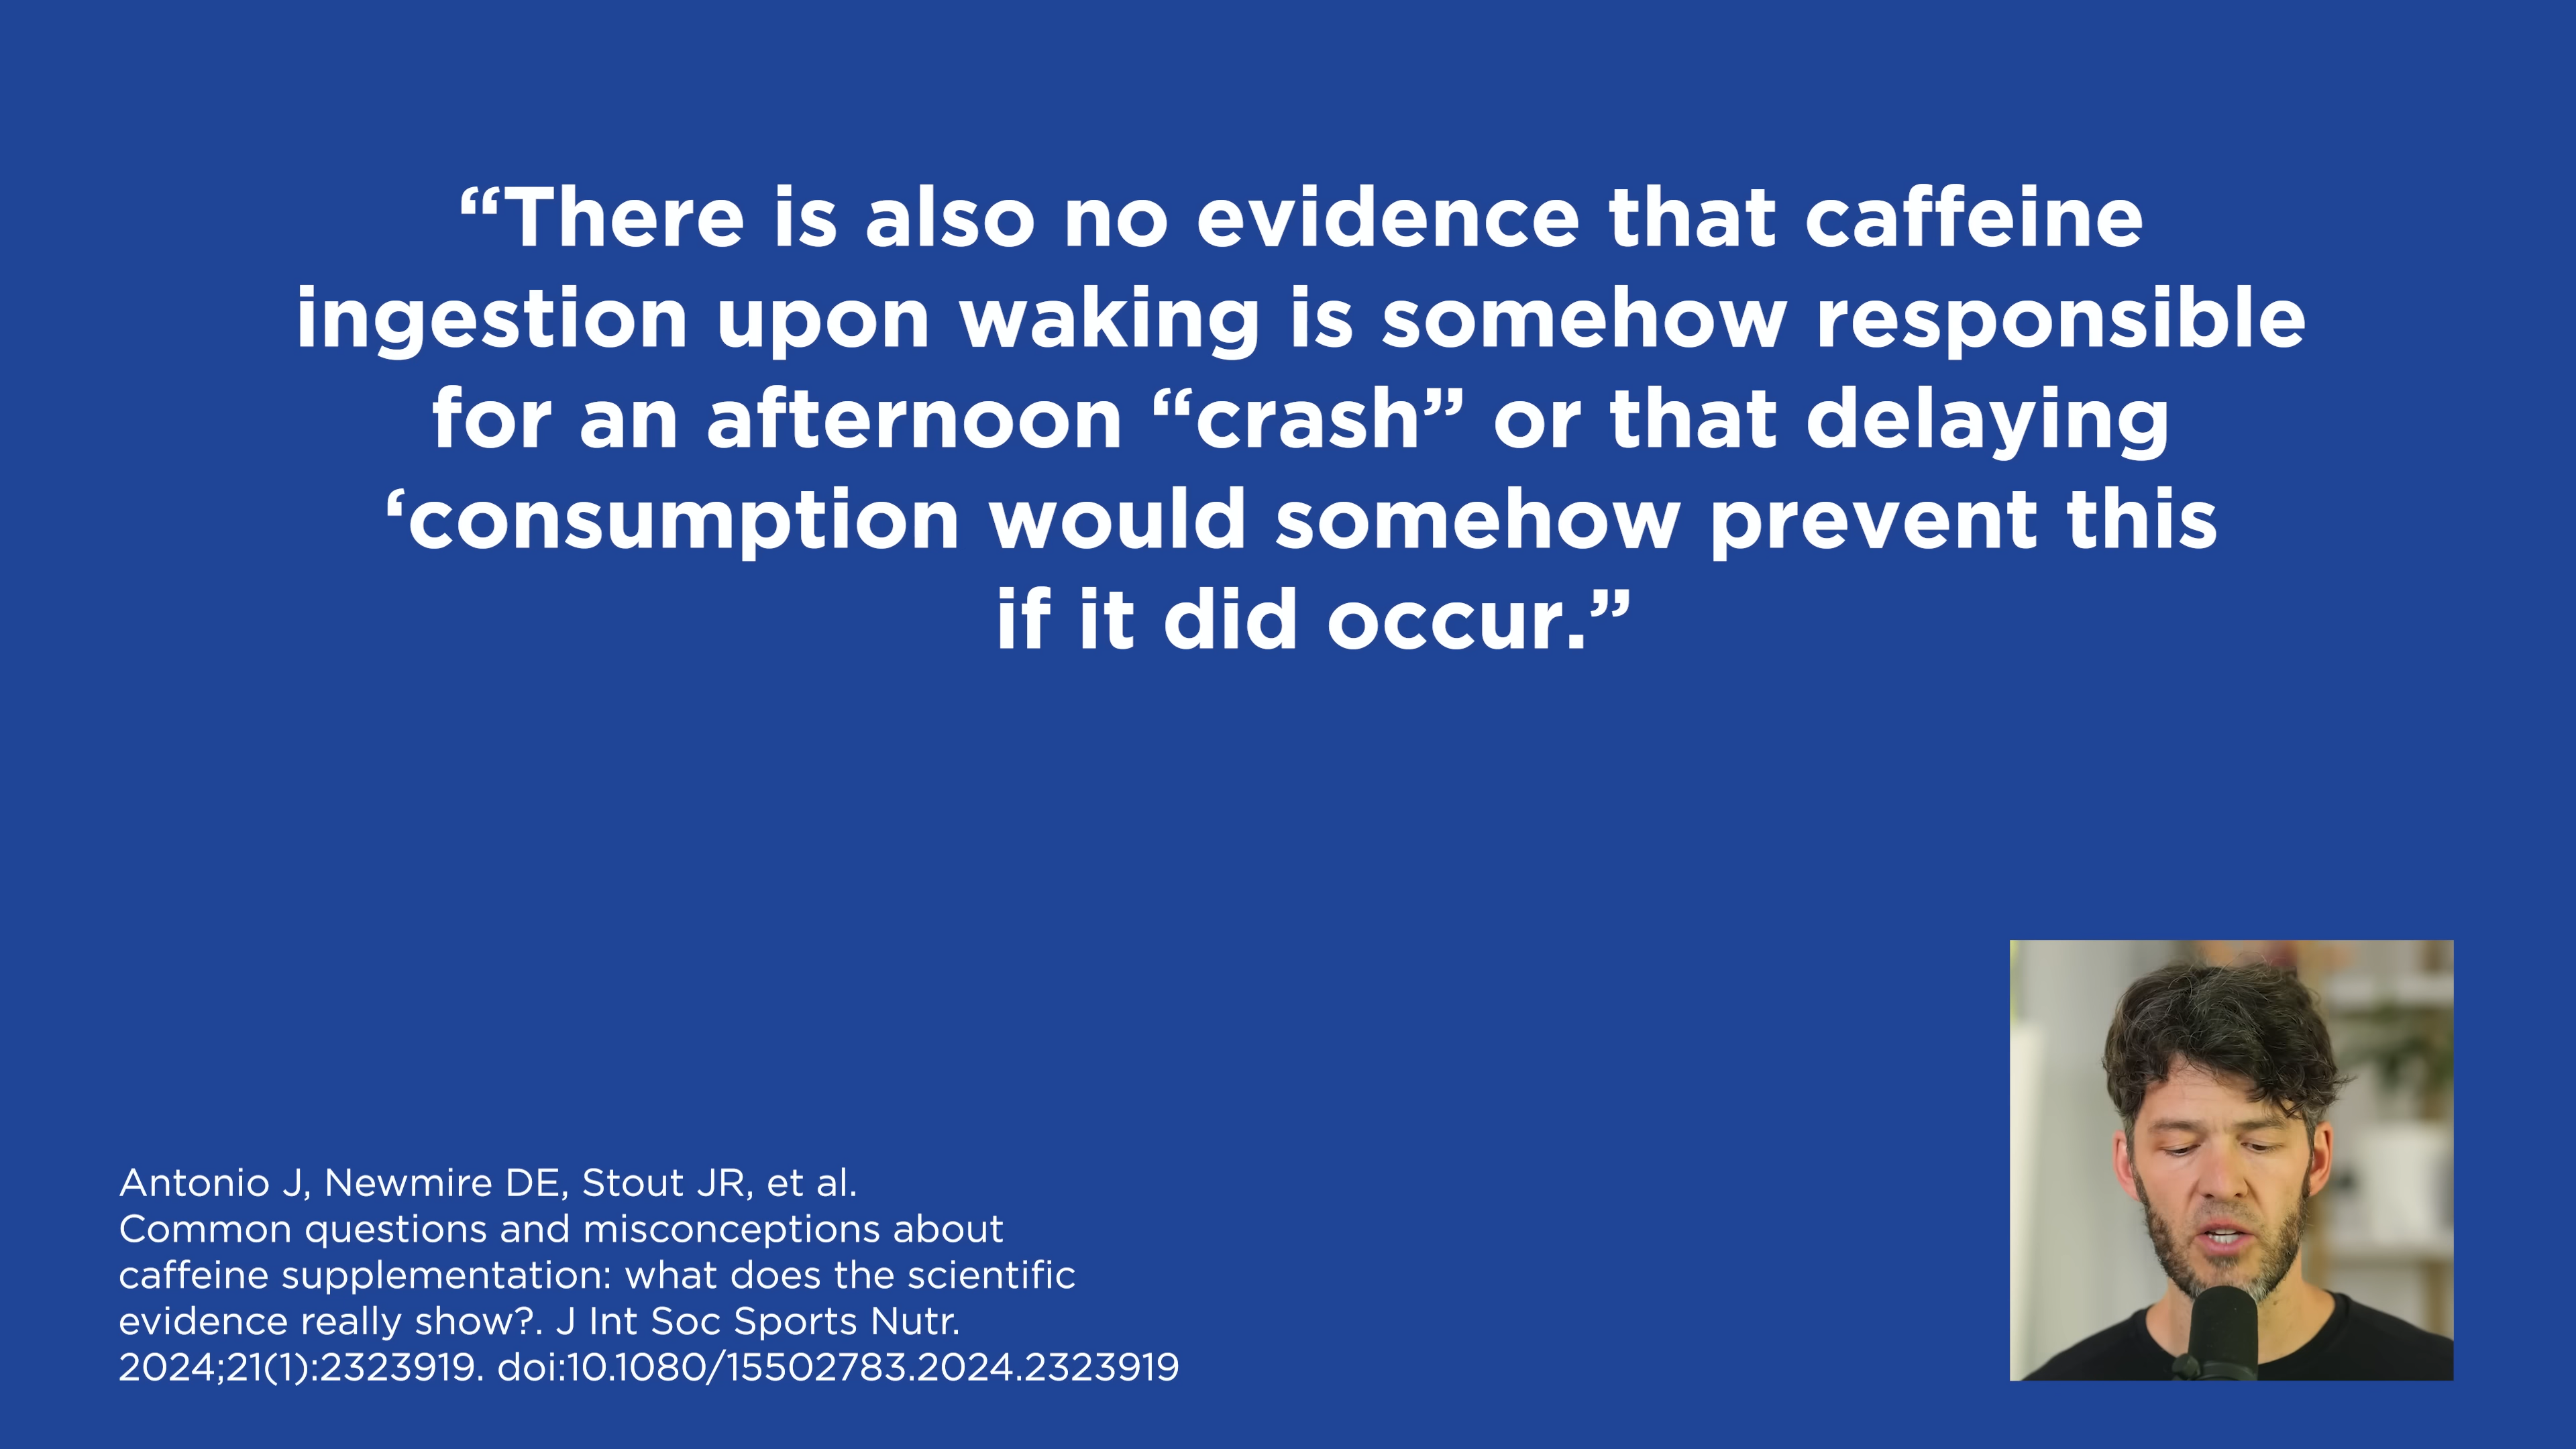 “There is also no evidence that caffeine
ingestion upon waking is somehow responsible
for an afternoon “crash” or that delaying
‘consumption would somehow prevent this
if it did occur.”
Antonio J, Newmire DE, Stout JR, et al.
Common questions and misconceptions about
caffeine supplementation: what does the scientific
evidence really show?. J Int Soc Sports Nutr.
2024;21(1):2323919. doi:10.1080/15502783.2024.2323919